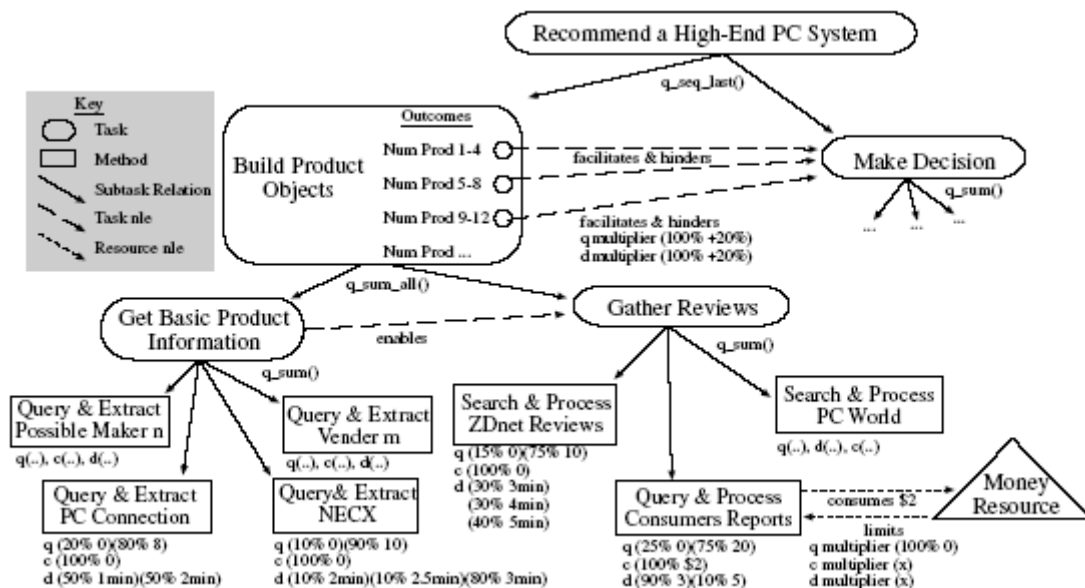 Recommend a High-End PC System
q_seq_last()
Key
Task
Method
Subtask Relation
Task nle
Resource nle
Build Product
Objects
Outcomes
Num Prod 1-4
Num Prod 5-8
Num Prod 9-12
Num Prod ...
facilitates & hinders
Make Decision
q_sum()
...
...
...
facilitates & hinders
q multiplier (100% +20%)
d multiplier (100% +20%)
q_sum_all()
Get Basic Product
Information
enables
Gather Reviews
q_sum()
q_sum()
Query & Extract
Possible Maker n
q(..), c(..), d(..)
Query & Extract
Vender m
q(..), c(..), d(..)
Search & Process
ZDnet Reviews
q (15% 0)(75% 10)
c (100% 0)
d (30% 3min)
(30% 4min)
(40% 5min)
Search & Process
PC World
q(..), d(..), c(..)
Query & Extract
PC Connection
q (20% 0)(80% 8)
c (100% 0)
d (50% 1min)(50% 2min)
Query& Extract
NECX
q (10% 0)(90% 10)
c (100% 0)
d (10% 2min)(10% 2.5min)(80% 3min)
Query & Process
Consumers Reports
q (25% 0)(75% 20)
c (100% $2)
d (90% 3)(10% 5)
consumes $2
Money
Resource
limits
q multiplier (100% 0)
c multiplier (x)
d multiplier (x)